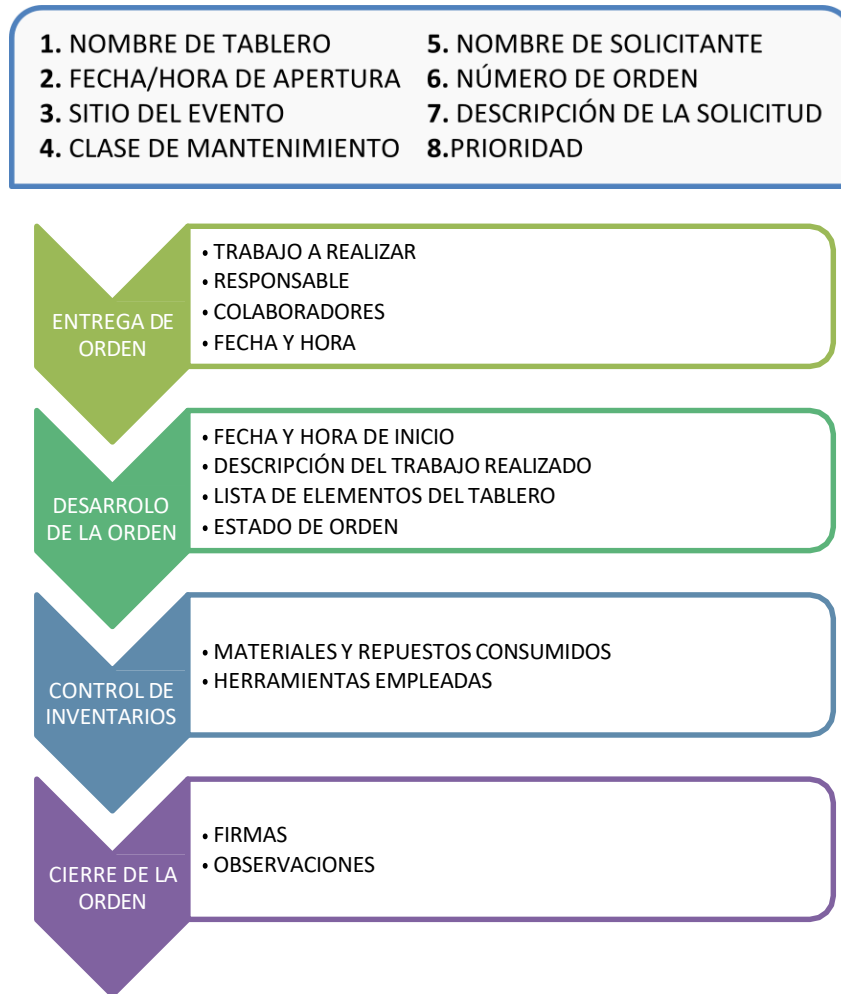 1. NOMBRE DE TABLERO
2. FECHA/HORA DE APERTURA
3. SITIO DEL EVENTO
4. CLASE DE MANTENIMIENTO
5. NOMBRE DE SOLICITANTE
6. NÚMERO DE ORDEN
7. DESCRIPCIÓN DE LA SOLICITUD
8.PRIORIDAD
ENTREGA DE
ORDEN
• TRABAJO A REALIZAR
• RESPONSABLE
• COLABORADORES
• FECHA Y HORA
DESARROLO
DE LA ORDEN
• FECHA Y HORA DE INICIO
• DESCRIPCIÓN DEL TRABAJO REALIZADO
• LISTA DE ELEMENTOS DEL TABLERO
• ESTADO DE ORDEN
CONTROL DE
INVENTARIOS
• MATERIALES Y REPUESTOS CONSUMIDOS
• HERRAMIENTAS EMPLEADAS
CIERRE DE LA
ORDEN
• FIRMAS
• OBSERVACIONES